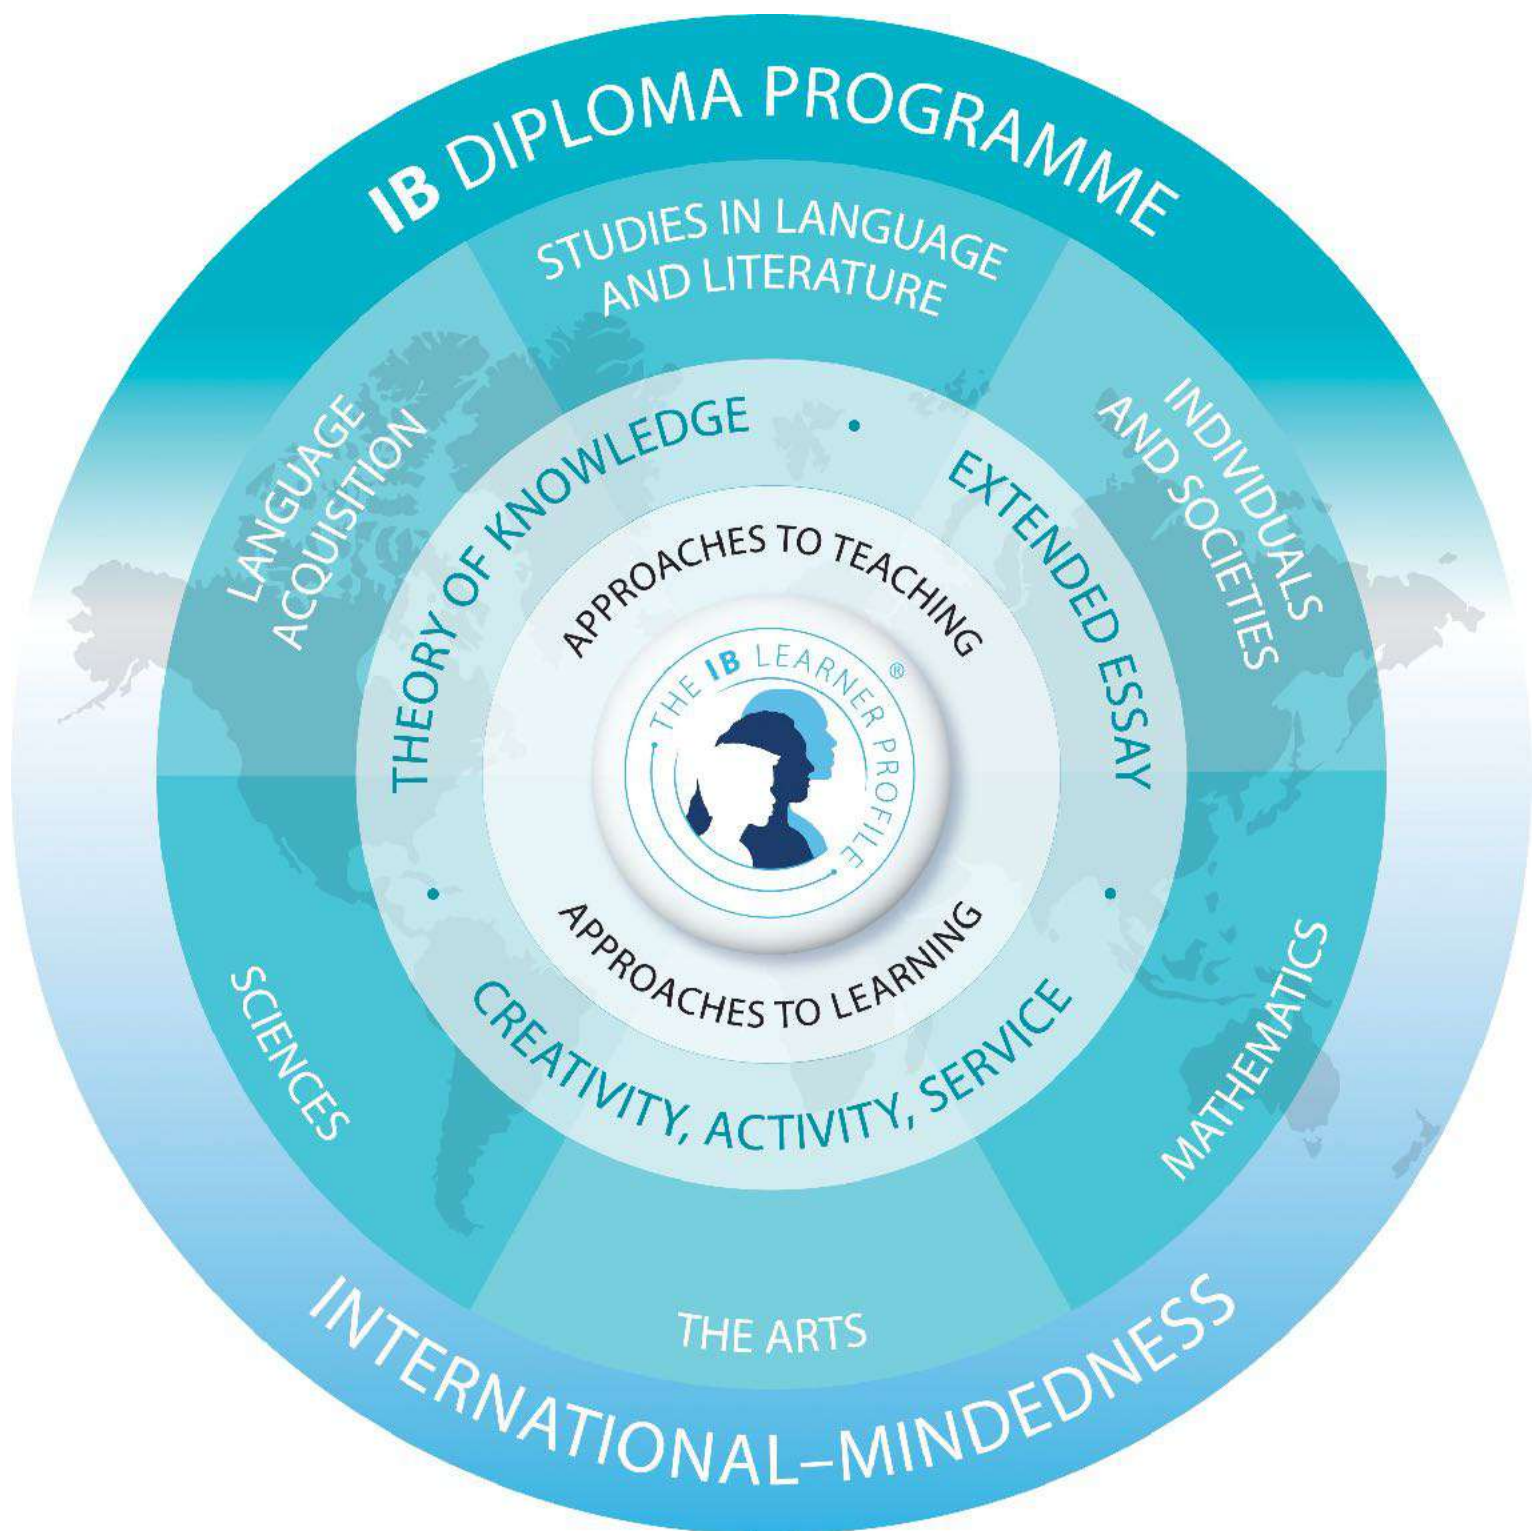 IB DIPLOMA PROGRAMME
STUDIES IN LANGUAGE
AND LITERATURE
LANGUAGE
ACQUISITION
INDIVIDUALS
AND SOCIETIES
THEORY OF KNOWLEDGE
•
EXTENDED ESSAY
APPROACHES TO TEACHING
THE IB LEARNER PROFILE
®
APPROACHES TO LEARNING
•
CREATIVITY, ACTIVITY, SERVICE
•
SCIENCES
MATHEMATICS
THE ARTS
INTERNATIONAL–MINDEDNESS